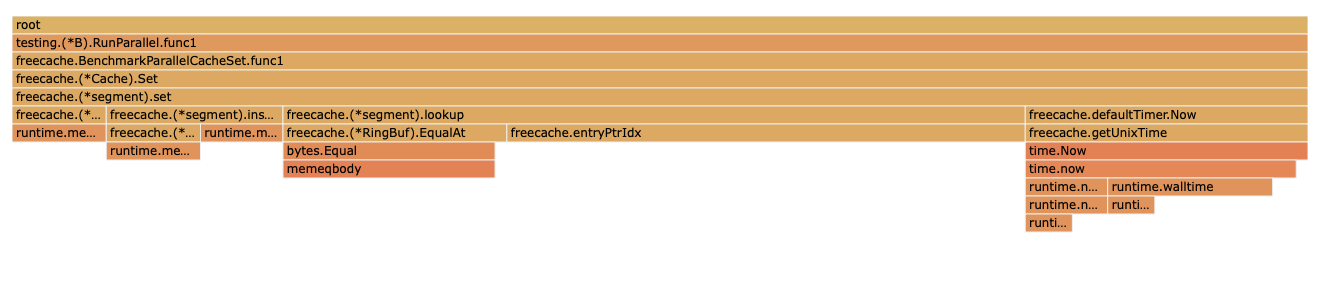 root
testing.(*B).RunParallel.func1
freecache.BenchmarkParallelCacheSet.func1
freecache.(*Cache).Set
freecache.(*segment).set
freecache.(*... freecache.(*segment).ins... freecache.(*segment).lookup freecache.defaultTimer.Now
runtime.me... freecache.(*... runtime.m... freecache.(*RingBuf).EqualAt freecache.entryPtrIdx freecache.getUnixTime
runtime.me... bytes.Equal time.Now
memeqbody time.now
runtime.n... runtime.walltime
runtime.n... runti...
runti...